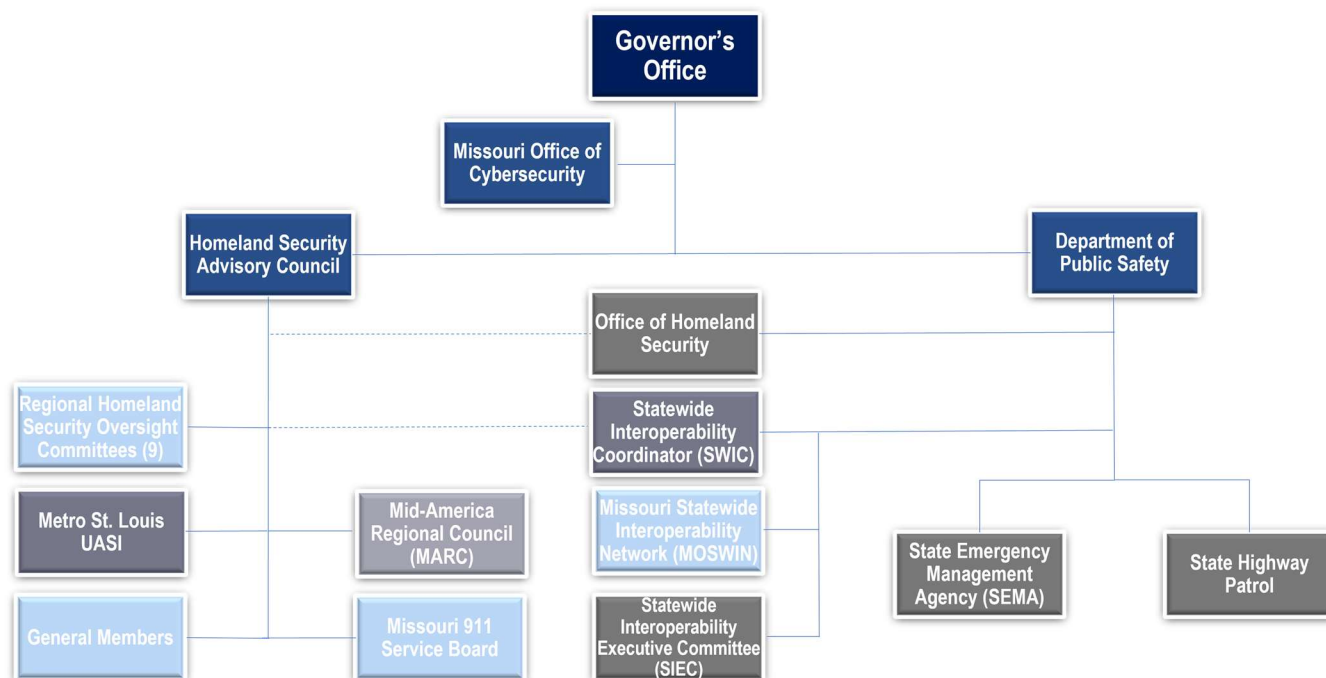 Governor's
Office
Missouri Office of
Cybersecurity
Homeland Security
Advisory Council
Department of
Public Safety
Office of Homeland
Security
Regional Homeland
Security Oversight
Committees (9)
Statewide
Interoperability
Coordinator (SWIC)
Metro St. Louis
UASI
Mid-America
Regional Council
(MARC)
Missouri Statewide
Interoperability
Network (MOSWIN)
State Emergency
Management
Agency (SEMA)
State Highway
Patrol
General Members
Missouri 911
Service Board
Statewide
Interoperability
Executive Committee
(SIEC)